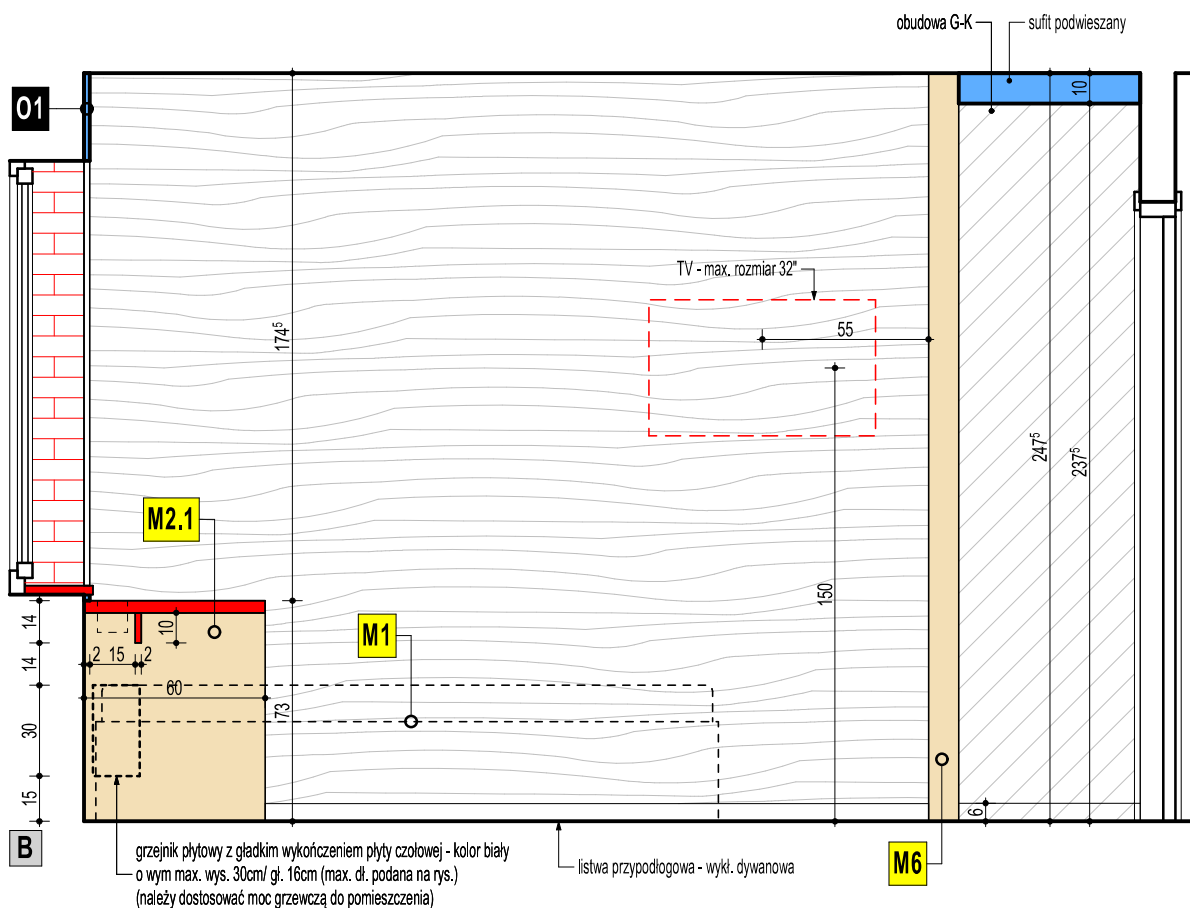 obudowa G-K
sufit podwieszany
O1
10
TV - max. rozmiar 32"
55
174⁵
247⁵
237⁵
M2.1
150
14
10
M1
14
2 15 2
60
73
30
15
6
B
grzejnik płytowy z gładkim wykończeniem płyty czołowej - kolor biały
o wym max. wys. 30cm/ gł. 16cm (max. dł. podana na rys.)
(należy dostosować moc grzewczą do pomieszczenia)
listwa przypodłogowa - wykł. dywanowa
M6